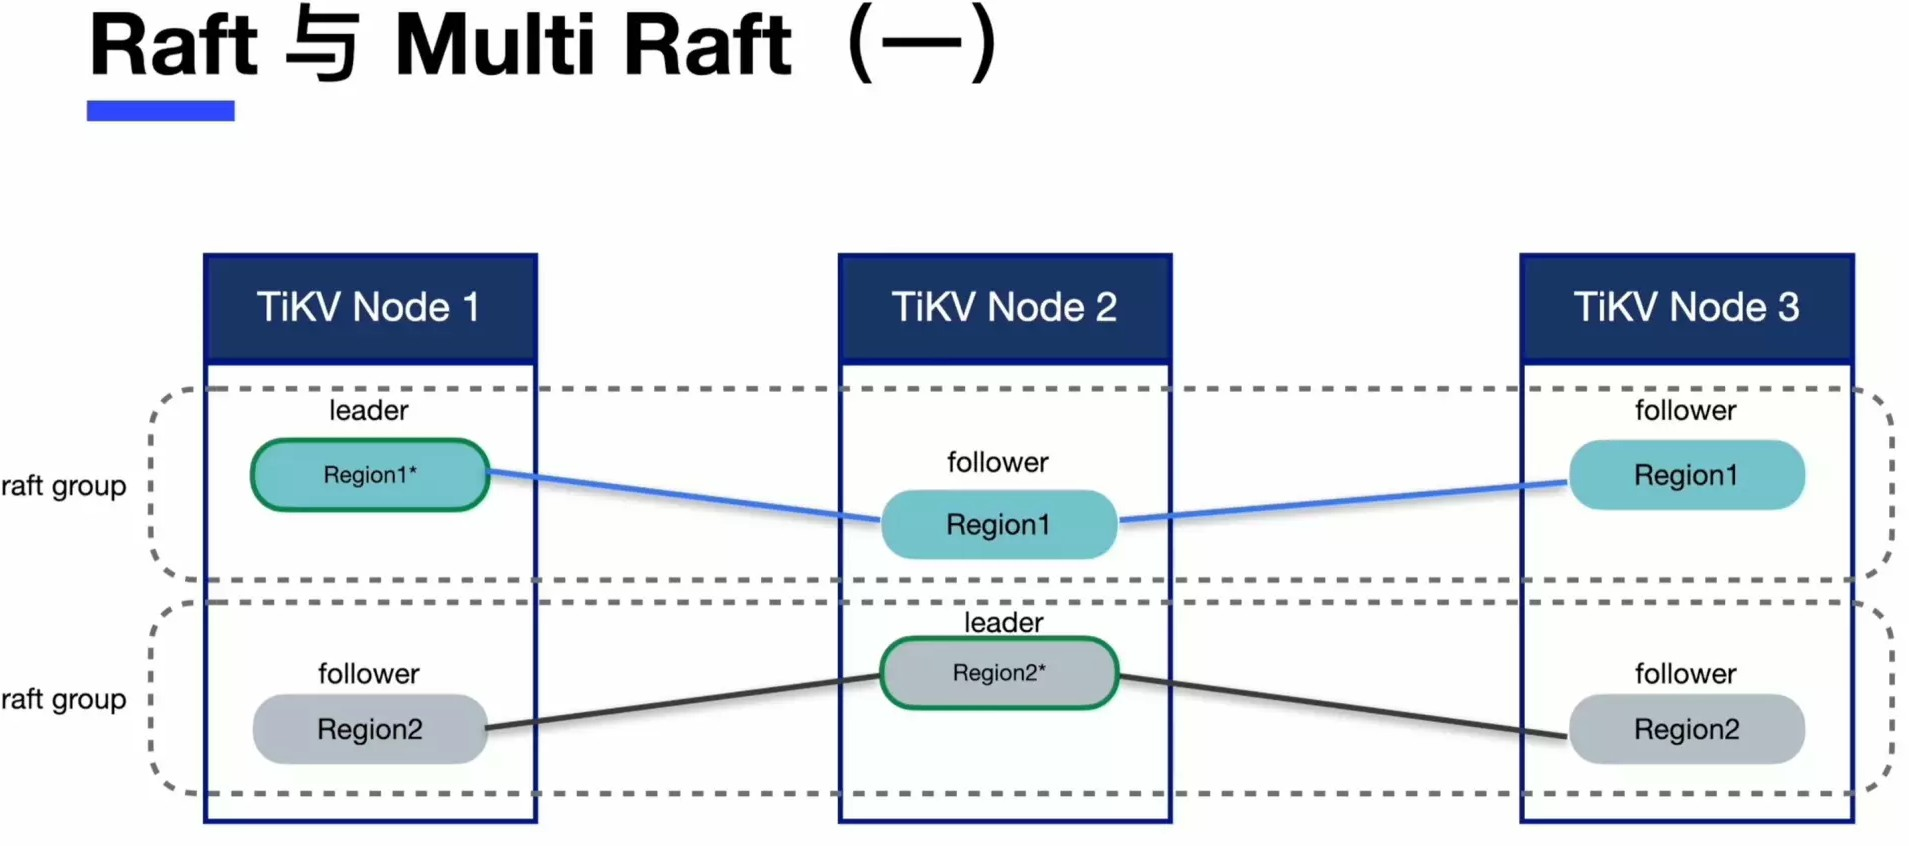 Raft 与 Multi Raft（一）
TiKV Node 1
TiKV Node 2
TiKV Node 3
raft group
leader
Region1*
follower
Region1
follower
Region1
raft group
follower
Region2
leader
Region2*
follower
Region2